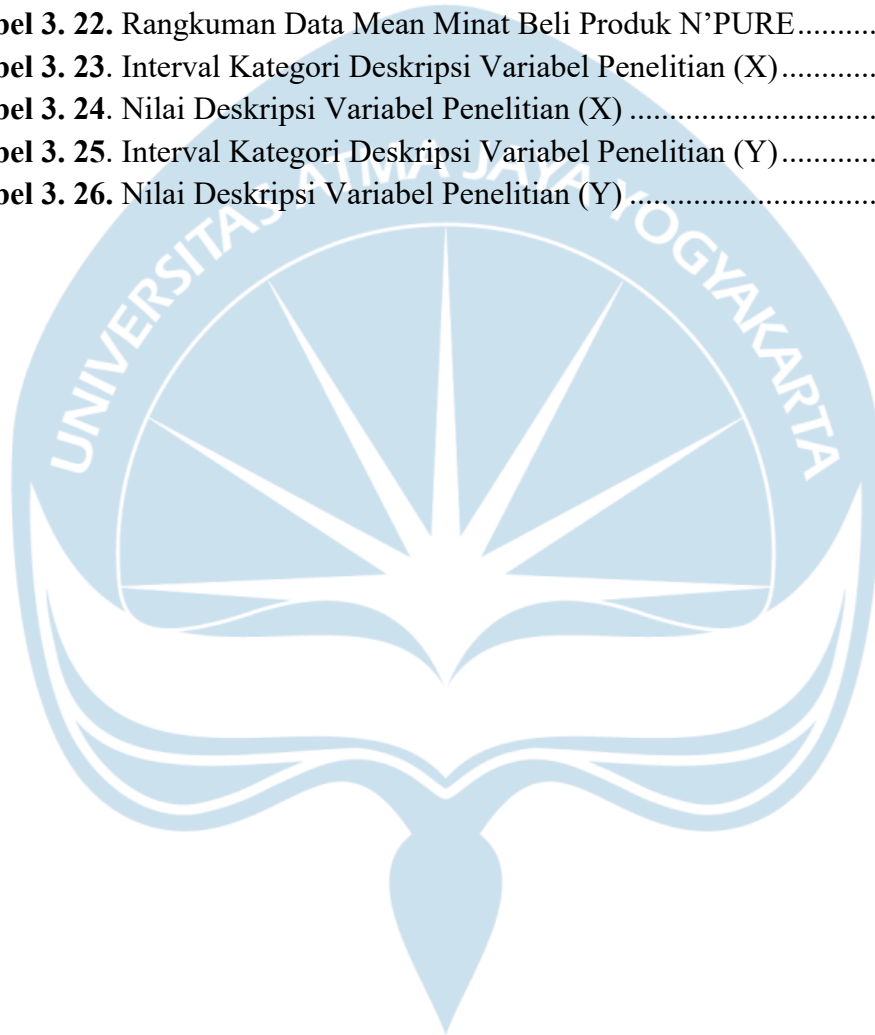 bel 3. 22. Rangkuman Data Mean Minat Beli Produk N’PURE..........
bel 3. 23. Interval Kategori Deskripsi Variabel Penelitian (X)............
bel 3. 24. Nilai Deskripsi Variabel Penelitian (X) ...............................
bel 3. 25. Interval Kategori Deskripsi Variabel Penelitian (Y)............
bel 3. 26. Nilai Deskripsi Variabel Penelitian (Y) ...............................
UNIVERSITAS ATMA JAYA YOGYAKARTA